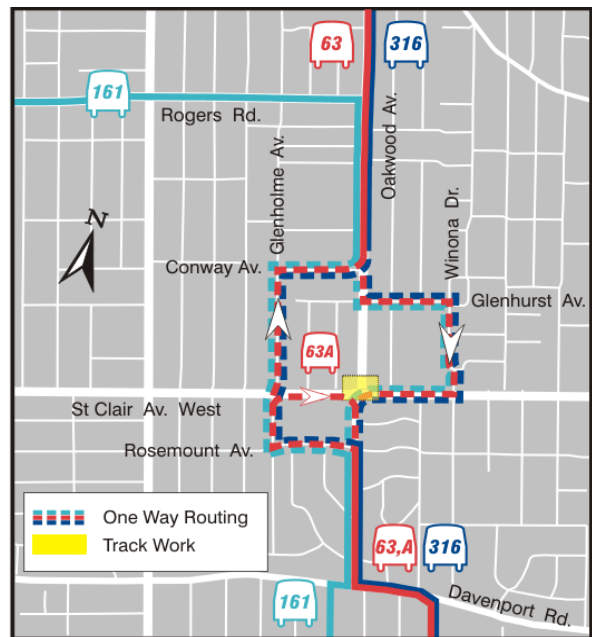 63
316
161
Rogers Rd.
Oakwood Av.
Glenholme Av.
Winona Dr.
N
Conway Av.
Glenhurst Av.
63A
St Clair Av. West
Rosemount Av.
One Way Routing
Track Work
63,A
316
161
Davenport Rd.